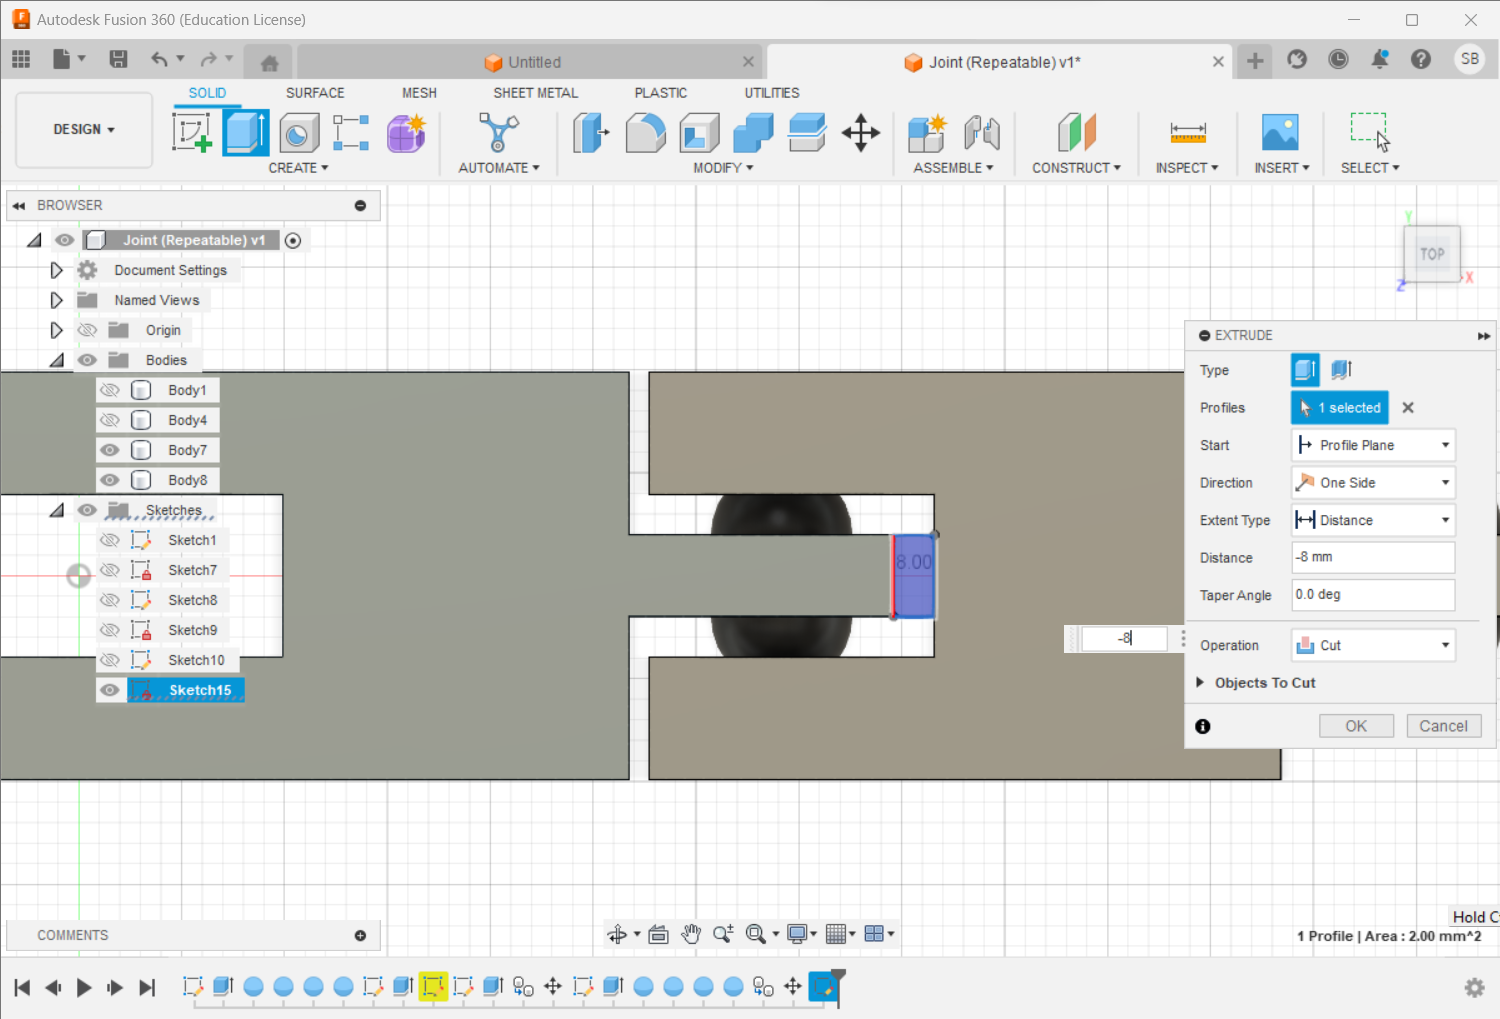 Autodesk Fusion 360 (Education License)
Untitled
Joint (Repeatable) v1*
SB
SOLID SURFACE MESH SHEET METAL PLASTIC UTILITIES
DESIGN
CREATE AUTOMATE MODIFY ASSEMBLE CONSTRUCT INSPECT INSERT SELECT
BROWSER
Joint (Repeatable) v1
Document Settings
Named Views
Origin
Bodies
Body1
Body4
Body7
Body8
Sketches
Sketch1
Sketch7
Sketch8
Sketch9
Sketch10
Sketch15
Y
TOP
X
Z
8.00
-8
EXTRUDE
Type
Profiles 1 selected
Start Profile Plane
Direction One Side
Extent Type Distance
Distance -8 mm
Taper Angle 0.0 deg
Operation Cut
Objects To Cut
OK Cancel
Hold C
COMMENTS
1 Profile | Area : 2.00 mm^2